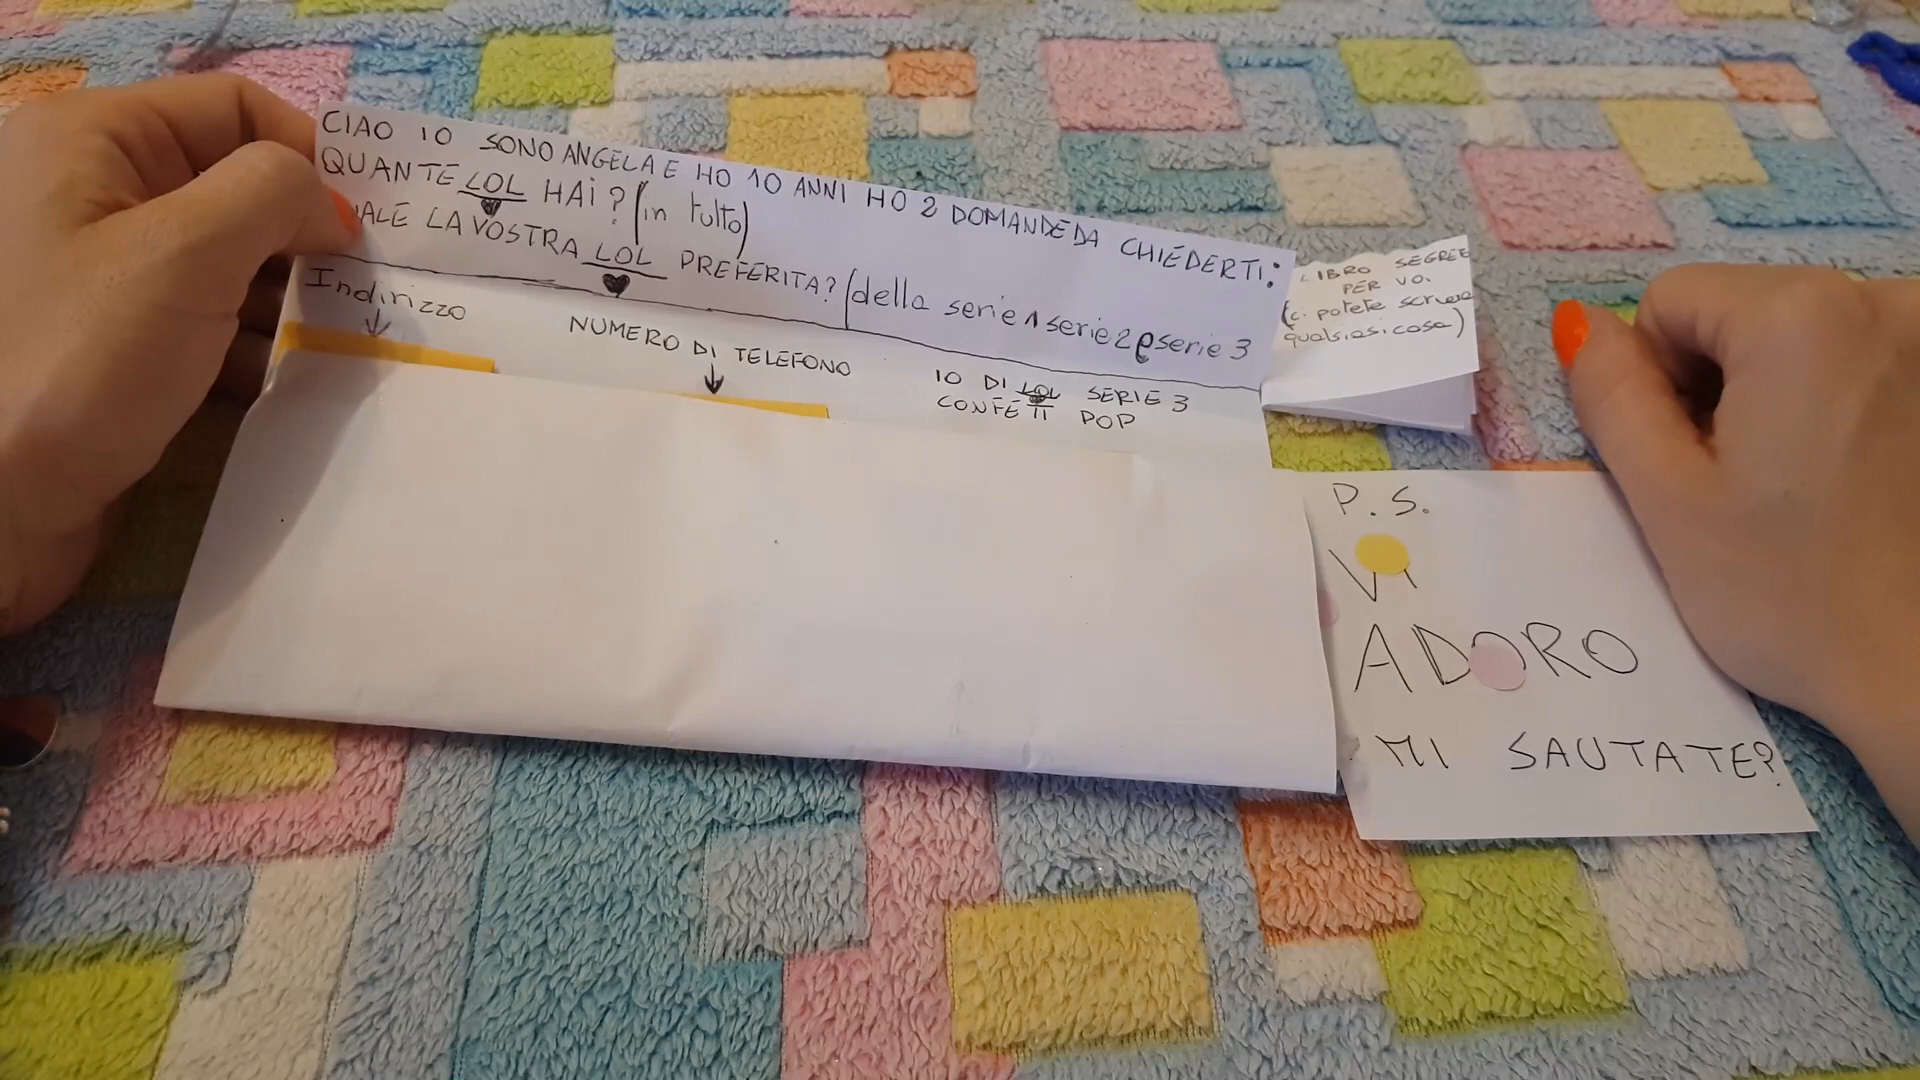 CIAO IO SONO ANGELA E HO 10 ANNI HO 2 DOMANDE DA CHIEDERTI:
QUANTE LOL HAi? (in tutto)
ALE LA VOSTRA LOL PREFERITA? (della serie 1 serie 2 e serie 3
Indirizzo
NUMERO DI TELEFONO
IO DI LOL SERIE 3
CONFETTI POP
LIBRO SEGRE
PER VOi
(ci potete scrivere
qualsiasi cosa)
P.S.
Vi
ADORO
MI SAUTATE?